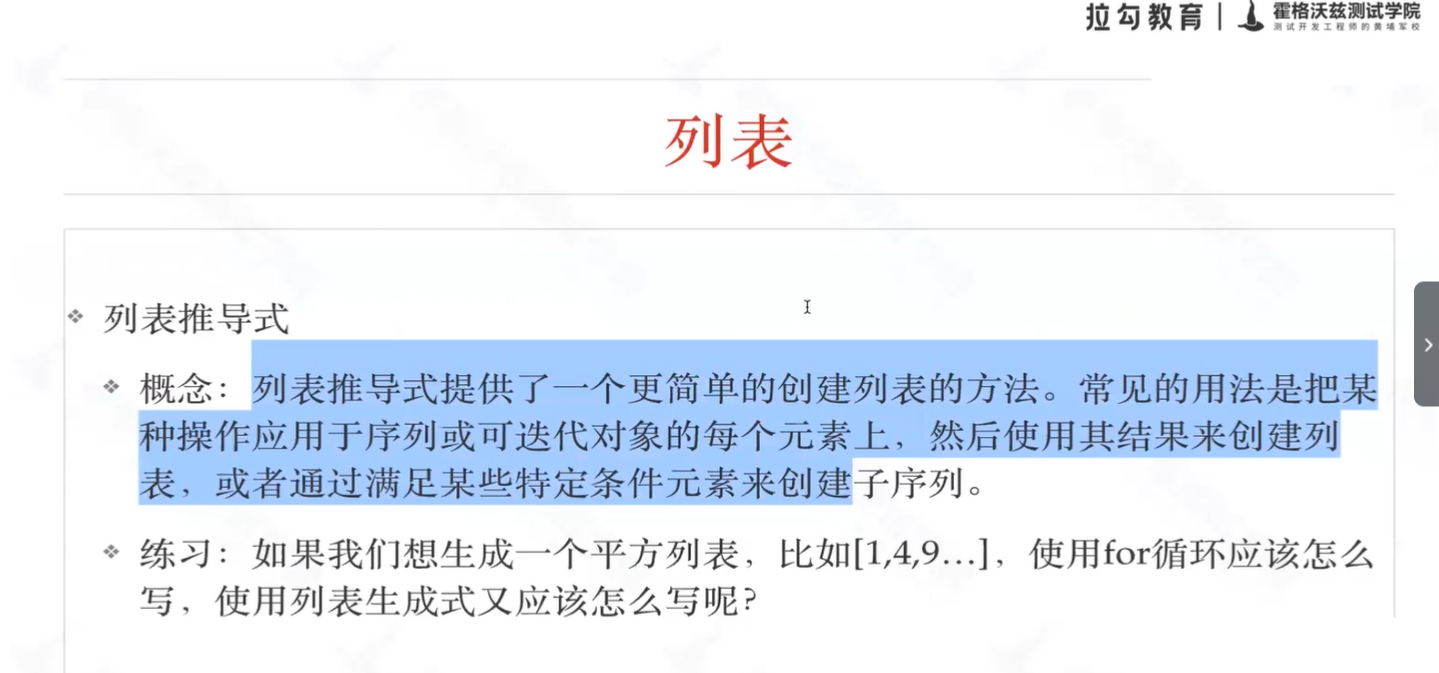 拉勾教育 | 霍格沃兹测试学院
测试开发工程师的黄埔军校
列表
列表推导式
概念：列表推导式提供了一个更简单的创建列表的方法。常见的用法是把某
种操作应用于序列或可迭代对象的每个元素上，然后使用其结果来创建列
表，或者通过满足某些特定条件元素来创建子序列。
练习：如果我们想生成一个平方列表，比如[1,4,9…]，使用for循环应该怎么
写，使用列表生成式又应该怎么写呢？